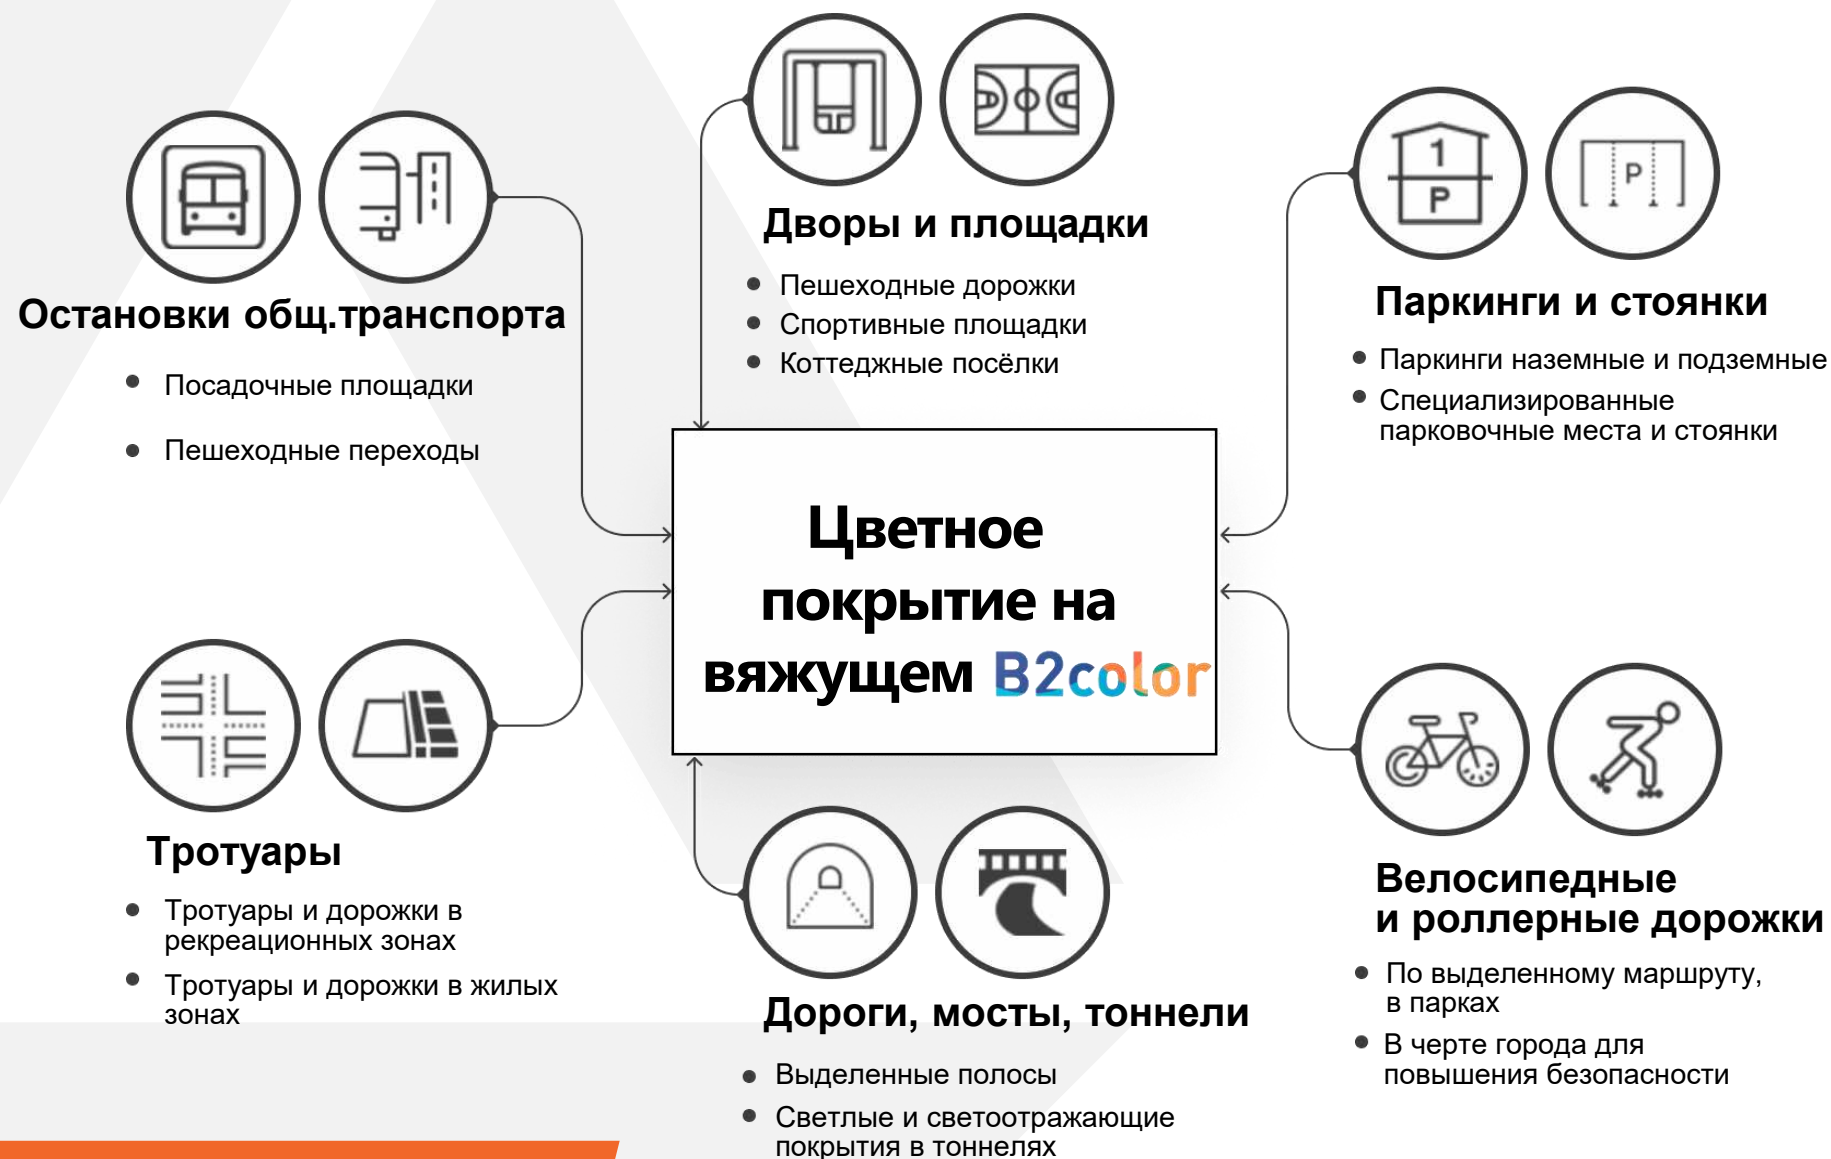 Дворы и площадки
Пешеходные дорожки
Спортивные площадки
Коттеджные посёлки
Остановки общ.транспорта
Посадочные площадки
Пешеходные переходы
1
P
P
Паркинги и стоянки
Паркинги наземные и подземные
Специализированные
парковочные места и стоянки
Цветное
покрытие на
вяжущем B2color
Тротуары
Тротуары и дорожки в
рекреационных зонах
Тротуары и дорожки в жилых
зонах
Дороги, мосты, тоннели
Выделенные полосы
Светлые и светоотражающие
покрытия в тоннелях
Велосипедные
и роллерные дорожки
По выделенному маршруту,
в парках
В черте города для
повышения безопасности